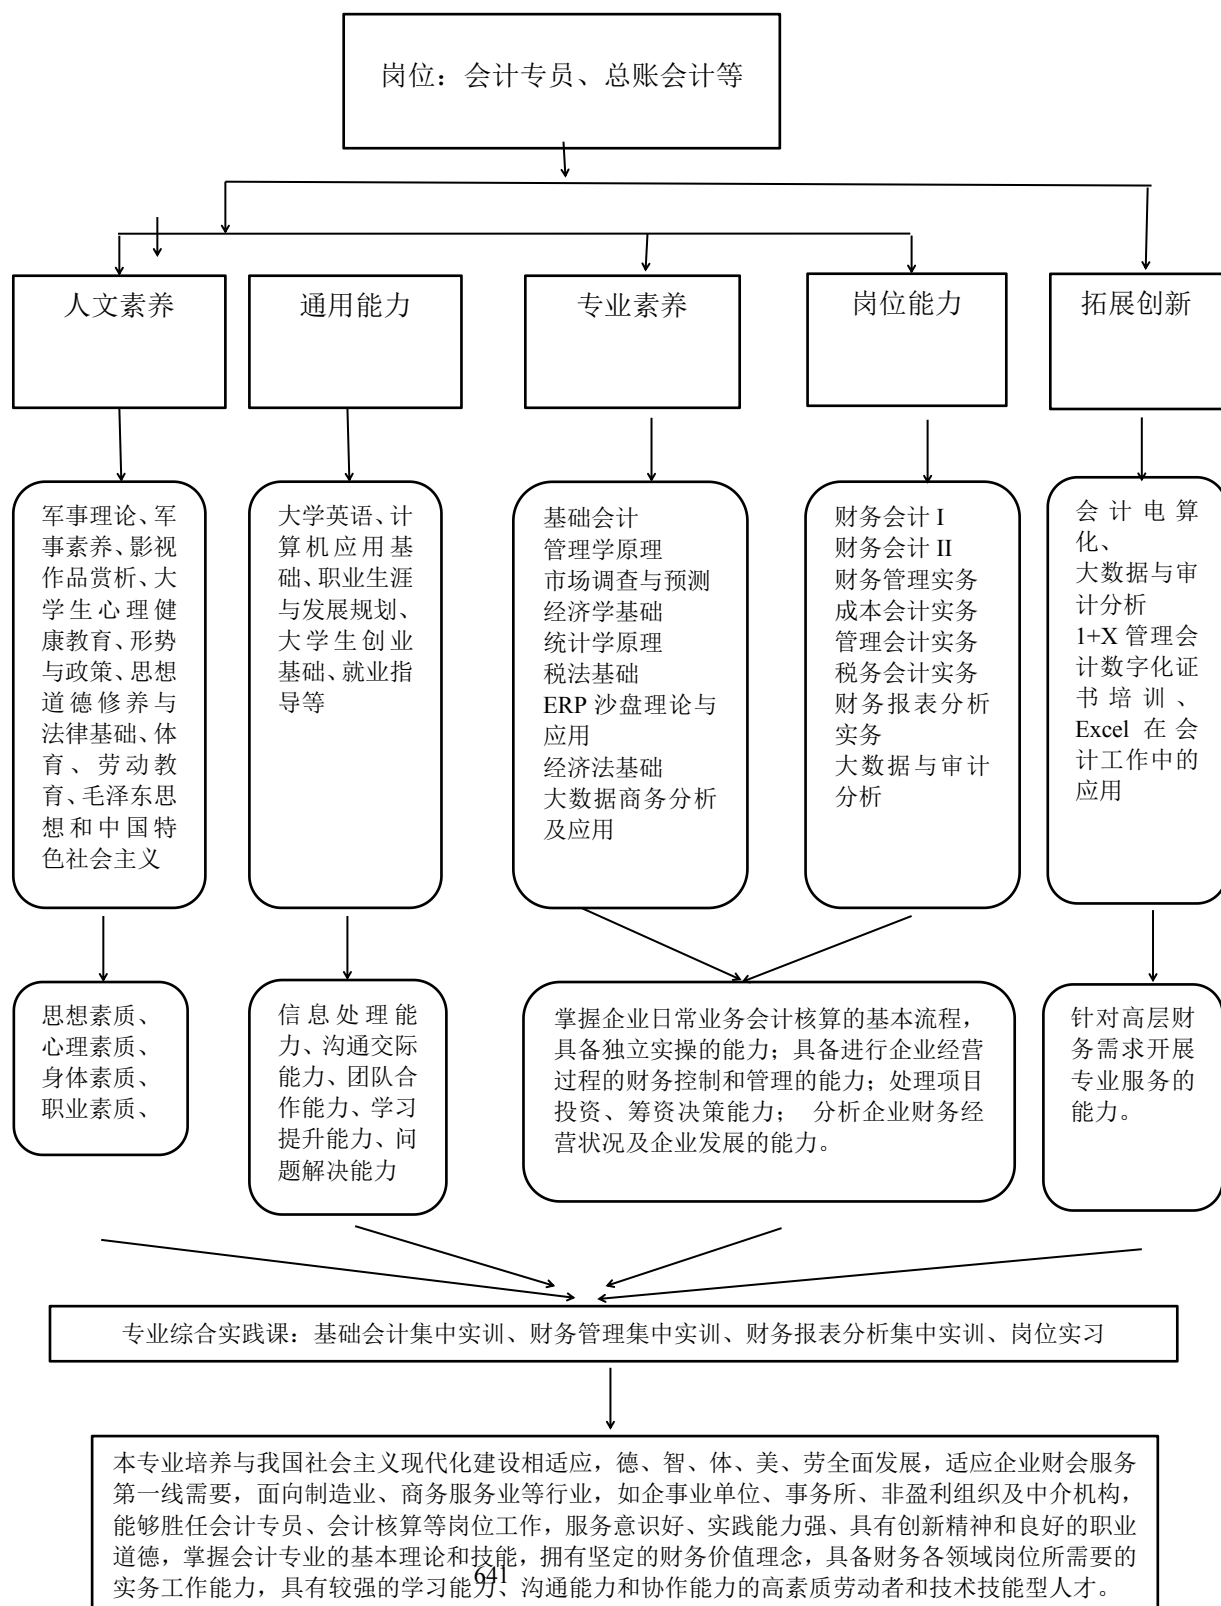 岗位：会计专员、总账会计等
人文素养
通用能力
专业素养
岗位能力
拓展创新
军事理论、军
事素养、影视
作品赏析、大
学生心理健
康教育、形势
与政策、思想
道德修养与
法律基础、体
育、劳动教
育、毛泽东思
想和中国特
色社会主义
大学英语、计
算机应用基
础、职业生涯
与发展规划、
大学生创业
基础、就业指
导等
基础会计
管理学原理
市场调查与预测
经济学基础
统计学原理
税法基础
ERP 沙盘理论与
应用
经济法基础
大数据商务分析
及应用
财务会计 I
财务会计 II
财务管理实务
成本会计实务
管理会计实务
税务会计实务
财务报表分析
实务
大数据与审计
分析
会计电算
化、
大数据与审
计分析
1+X 管理会
计数字化证
书培训、
Excel 在会
计工作中的
应用
思想素质、
心理素质、
身体素质、
职业素质、
信息处理能
力、沟通交际
能力、团队合
作能力、学习
提升能力、问
题解决能力
掌握企业日常业务会计核算的基本流程，
具备独立实操的能力；具备进行企业经营
过程的财务控制和管理的能力；处理项目
投资、筹资决策能力； 分析企业财务经
营状况及企业发展的能力。
针对高层财
务需求开展
专业服务的
能力。
专业综合实践课：基础会计集中实训、财务管理集中实训、财务报表分析集中实训、岗位实习
本专业培养与我国社会主义现代化建设相适应，德、智、体、美、劳全面发展，适应企业财会服务
第一线需要，面向制造业、商务服务业等行业，如企事业单位、事务所、非盈利组织及中介机构，
能够胜任会计专员、会计核算等岗位工作，服务意识好、实践能力强、具有创新精神和良好的职业
道德，掌握会计专业的基本理论和技能，拥有坚定的财务价值理念，具备财务各领域岗位所需要的
实务工作能力，具有较强的学习能力、沟通能力和协作能力的高素质劳动者和技术技能型人才。
641